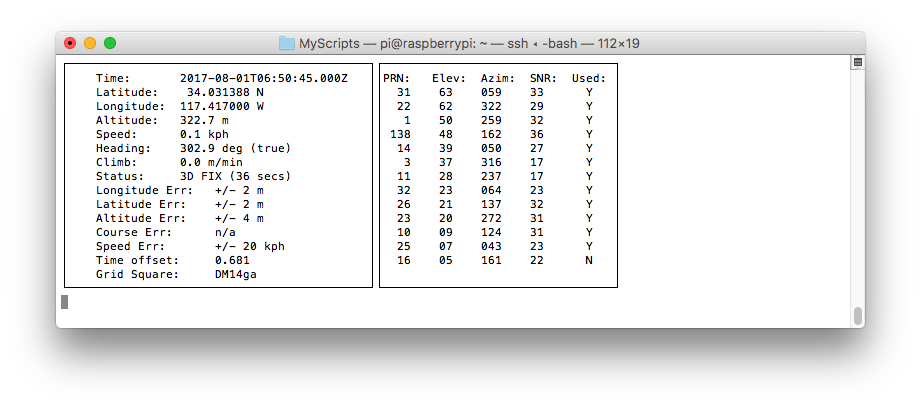 MyScripts — pi@raspberrypi: ~ — ssh ◂ -bash — 112×19
Time: 2017-08-01T06:50:45.000Z
Latitude: 34.031388 N
Longitude: 117.417000 W
Altitude: 322.7 m
Speed: 0.1 kph
Heading: 302.9 deg (true)
Climb: 0.0 m/min
Status: 3D FIX (36 secs)
Longitude Err: +/- 2 m
Latitude Err: +/- 2 m
Altitude Err: +/- 4 m
Course Err: n/a
Speed Err: +/- 20 kph
Time offset: 0.681
Grid Square: DM14ga
PRN: Elev: Azim: SNR: Used:
31 63 059 33 Y
22 62 322 29 Y
1 50 259 32 Y
138 48 162 36 Y
14 39 050 27 Y
3 37 316 17 Y
11 28 237 17 Y
32 23 064 23 Y
26 21 137 32 Y
23 20 272 31 Y
10 09 124 31 Y
25 07 043 23 Y
16 05 161 22 N